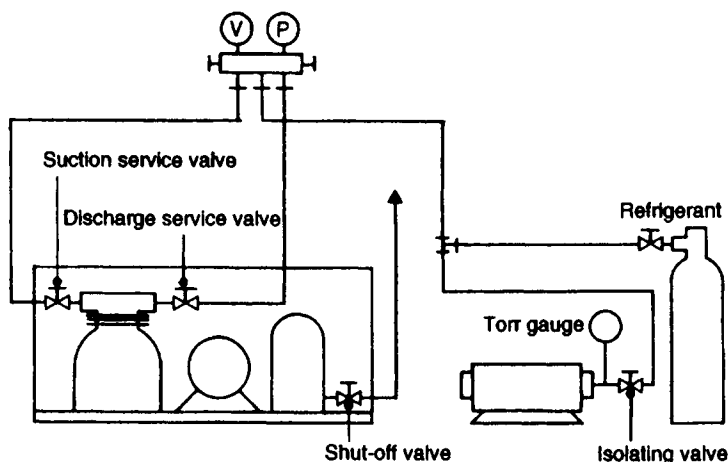 V P
Suction service valve
Discharge service valve
Refrigerant
Torr gauge
Shut-off valve
Isolating valve